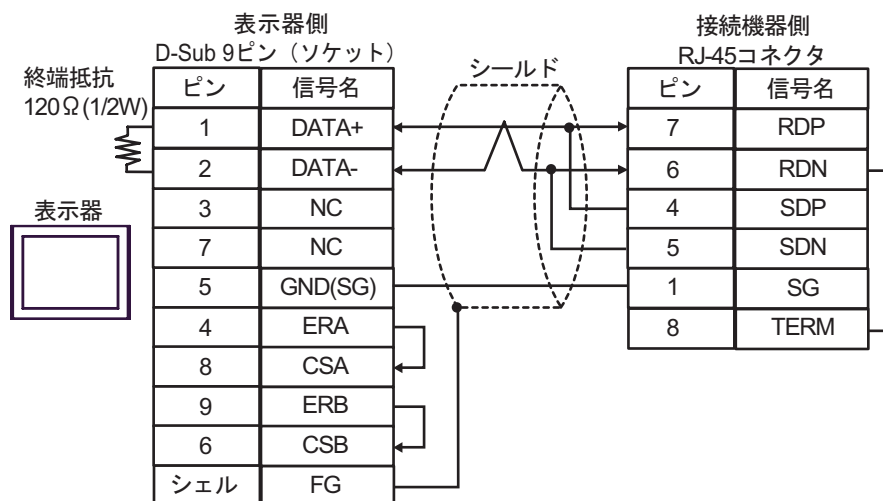 表示器側
D-Sub 9ピン（ソケット）
接続機器側
RJ-45コネクタ
終端抵抗
120Ω(1/2W)
シールド
表示器
ピン 信号名
1 DATA+
2 DATA-
3 NC
7 NC
5 GND(SG)
4 ERA
8 CSA
9 ERB
6 CSB
シェル FG
ピン 信号名
7 RDP
6 RDN
4 SDP
5 SDN
1 SG
8 TERM